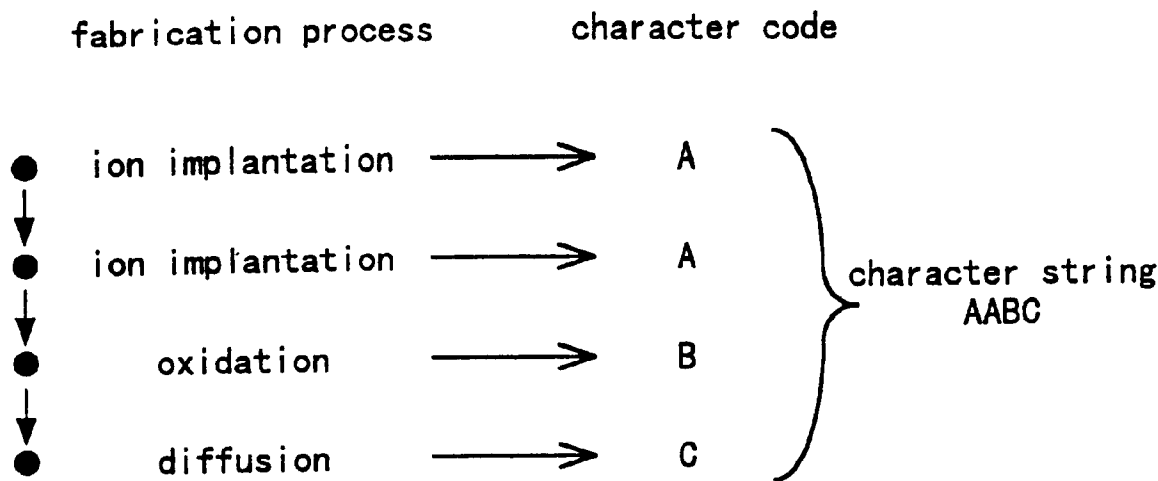 fabrication process character code
ion implantation A
ion implantation A
oxidation B
diffusion C
character string
AABC